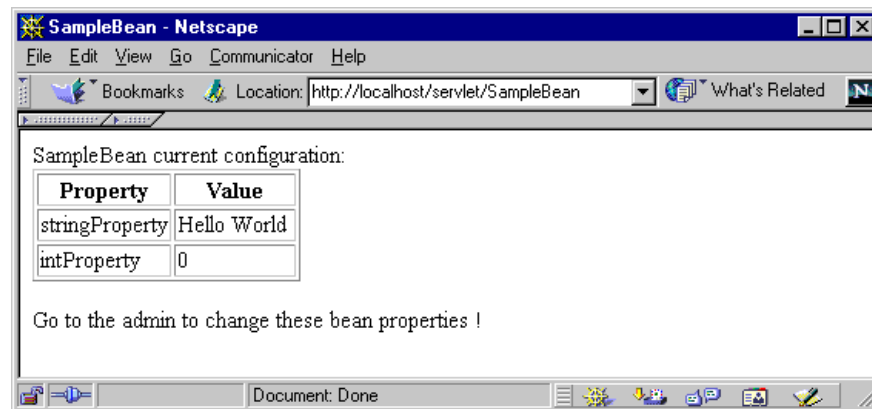 SampleBean - Netscape
File Edit View Go Communicator Help
Bookmarks Location: http://localhost/servlet/SampleBean What's Related N
SampleBean current configuration:
Property Value
stringProperty Hello World
intProperty 0
Go to the admin to change these bean properties !
Document: Done